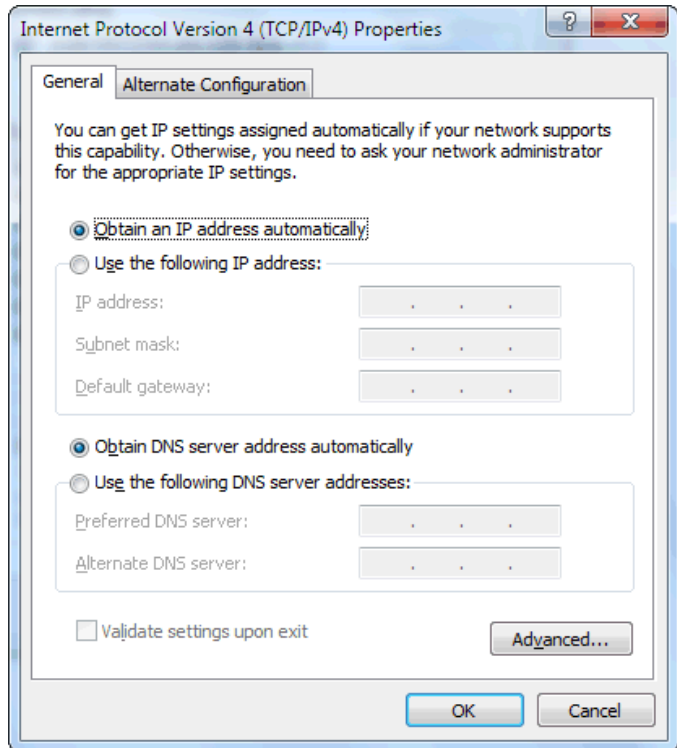 Internet Protocol Version 4 (TCP/IPv4) Properties
General
Alternate Configuration
You can get IP settings assigned automatically if your network supports
this capability. Otherwise, you need to ask your network administrator
for the appropriate IP settings.
Obtain an IP address automatically
Use the following IP address:
IP address:
Subnet mask:
Default gateway:
Obtain DNS server address automatically
Use the following DNS server addresses:
Preferred DNS server:
Alternate DNS server:
Validate settings upon exit
Advanced...
OK
Cancel